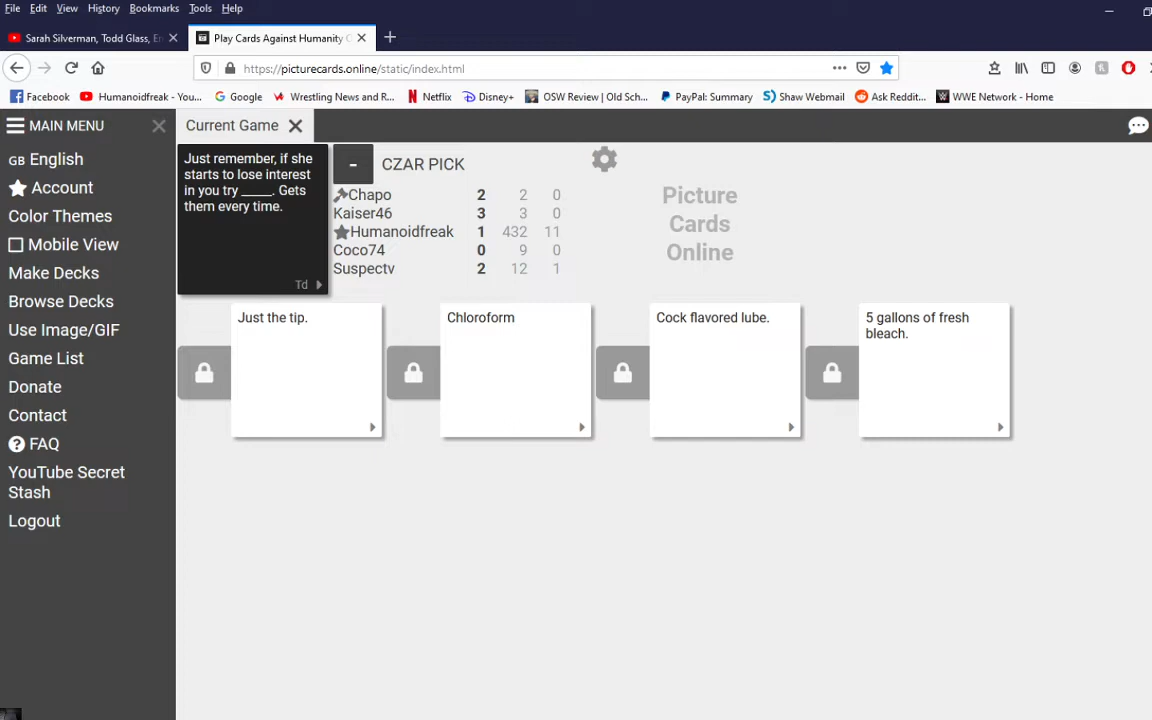 File Edit View History Bookmarks Tools Help
Sarah Silverman, Todd Glass, E
Play Cards Against Humanity
https://picturecards.online/static/index.html
Facebook Humanoidfreak - You... Google Wrestling News and R... Netflix Disney+ OSW Review | Old Sch... PayPal: Summary Shaw Webmail Ask Reddit... WWE Network - Home
MAIN MENU
Current Game
GB English
Account
Color Themes
Mobile View
Make Decks
Browse Decks
Use Image/GIF
Game List
Donate
Contact
FAQ
YouTube Secret
Stash
Logout
Just remember, if she
starts to lose interest
in you try _____. Gets
them every time.
Td
- CZAR PICK
Chapo 2 2 0
Kaiser46 3 3 0
Humanoidfreak 1 432 11
Coco74 0 9 0
Suspectv 2 12 1
Picture
Cards
Online
Just the tip.
Chloroform
Cock flavored lube.
5 gallons of fresh
bleach.